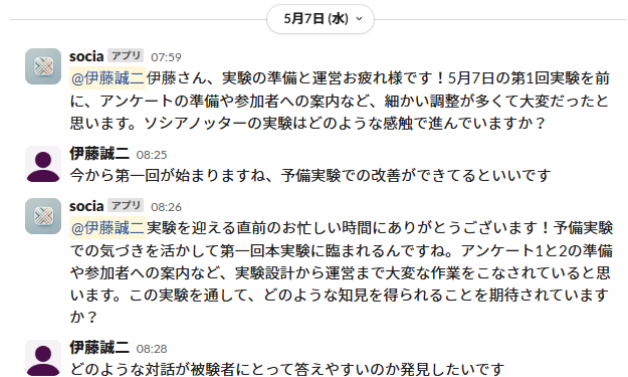 5月7日 (水)
socia アプリ 07:59
@伊藤誠二伊藤さん、実験の準備と運営お疲れ様です！5月7日の第1回実験を前
に、アンケートの準備や参加者への案内など、細かい調整が多くて大変だったと
思います。ソシアノッターの実験はどのような感触で進んでいますか？
伊藤誠二 08:25
今から第一回が始まりますね、予備実験での改善ができてるといいです
socia アプリ 08:26
@伊藤誠二実験を迎える直前のお忙しい時間にありがとうございます！予備実験
での気づきを活かして第一回本実験に臨まれるんですね。アンケート1と2の準備
や参加者への案内など、実験設計から運営まで大変な作業をこなされていると思
います。この実験を通して、どのような知見を得られることを期待されています
か？
伊藤誠二 08:28
どのような対話が被験者にとって答えやすいのか発見したいです